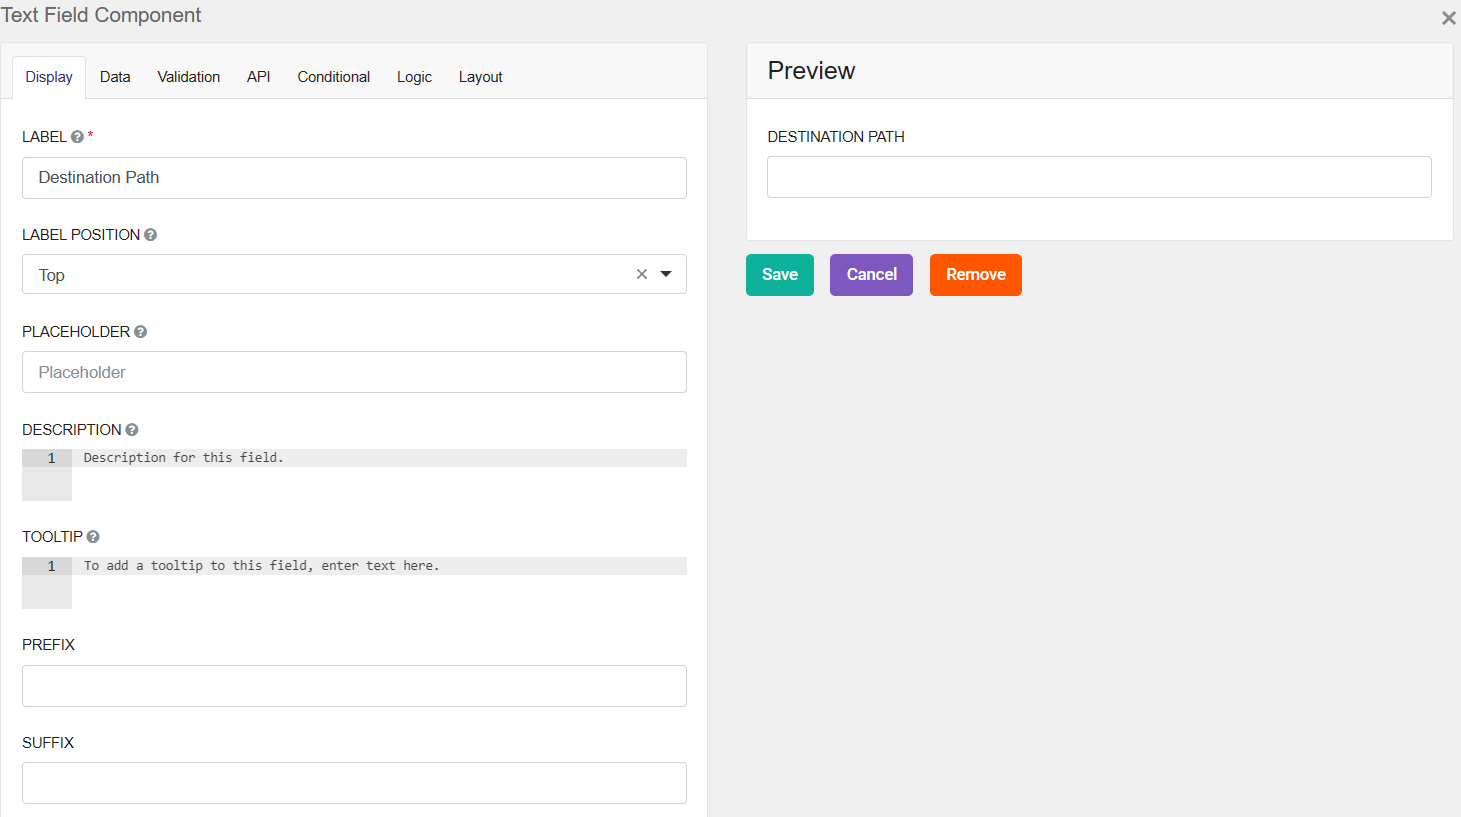 Text Field Component
Display Data Validation API Conditional Logic Layout
LABEL *
Destination Path
LABEL POSITION
Top
PLACEHOLDER
Placeholder
DESCRIPTION
1 Description for this field.
TOOLTIP
1 To add a tooltip to this field, enter text here.
PREFIX
SUFFIX
Preview
DESTINATION PATH
Save Cancel Remove